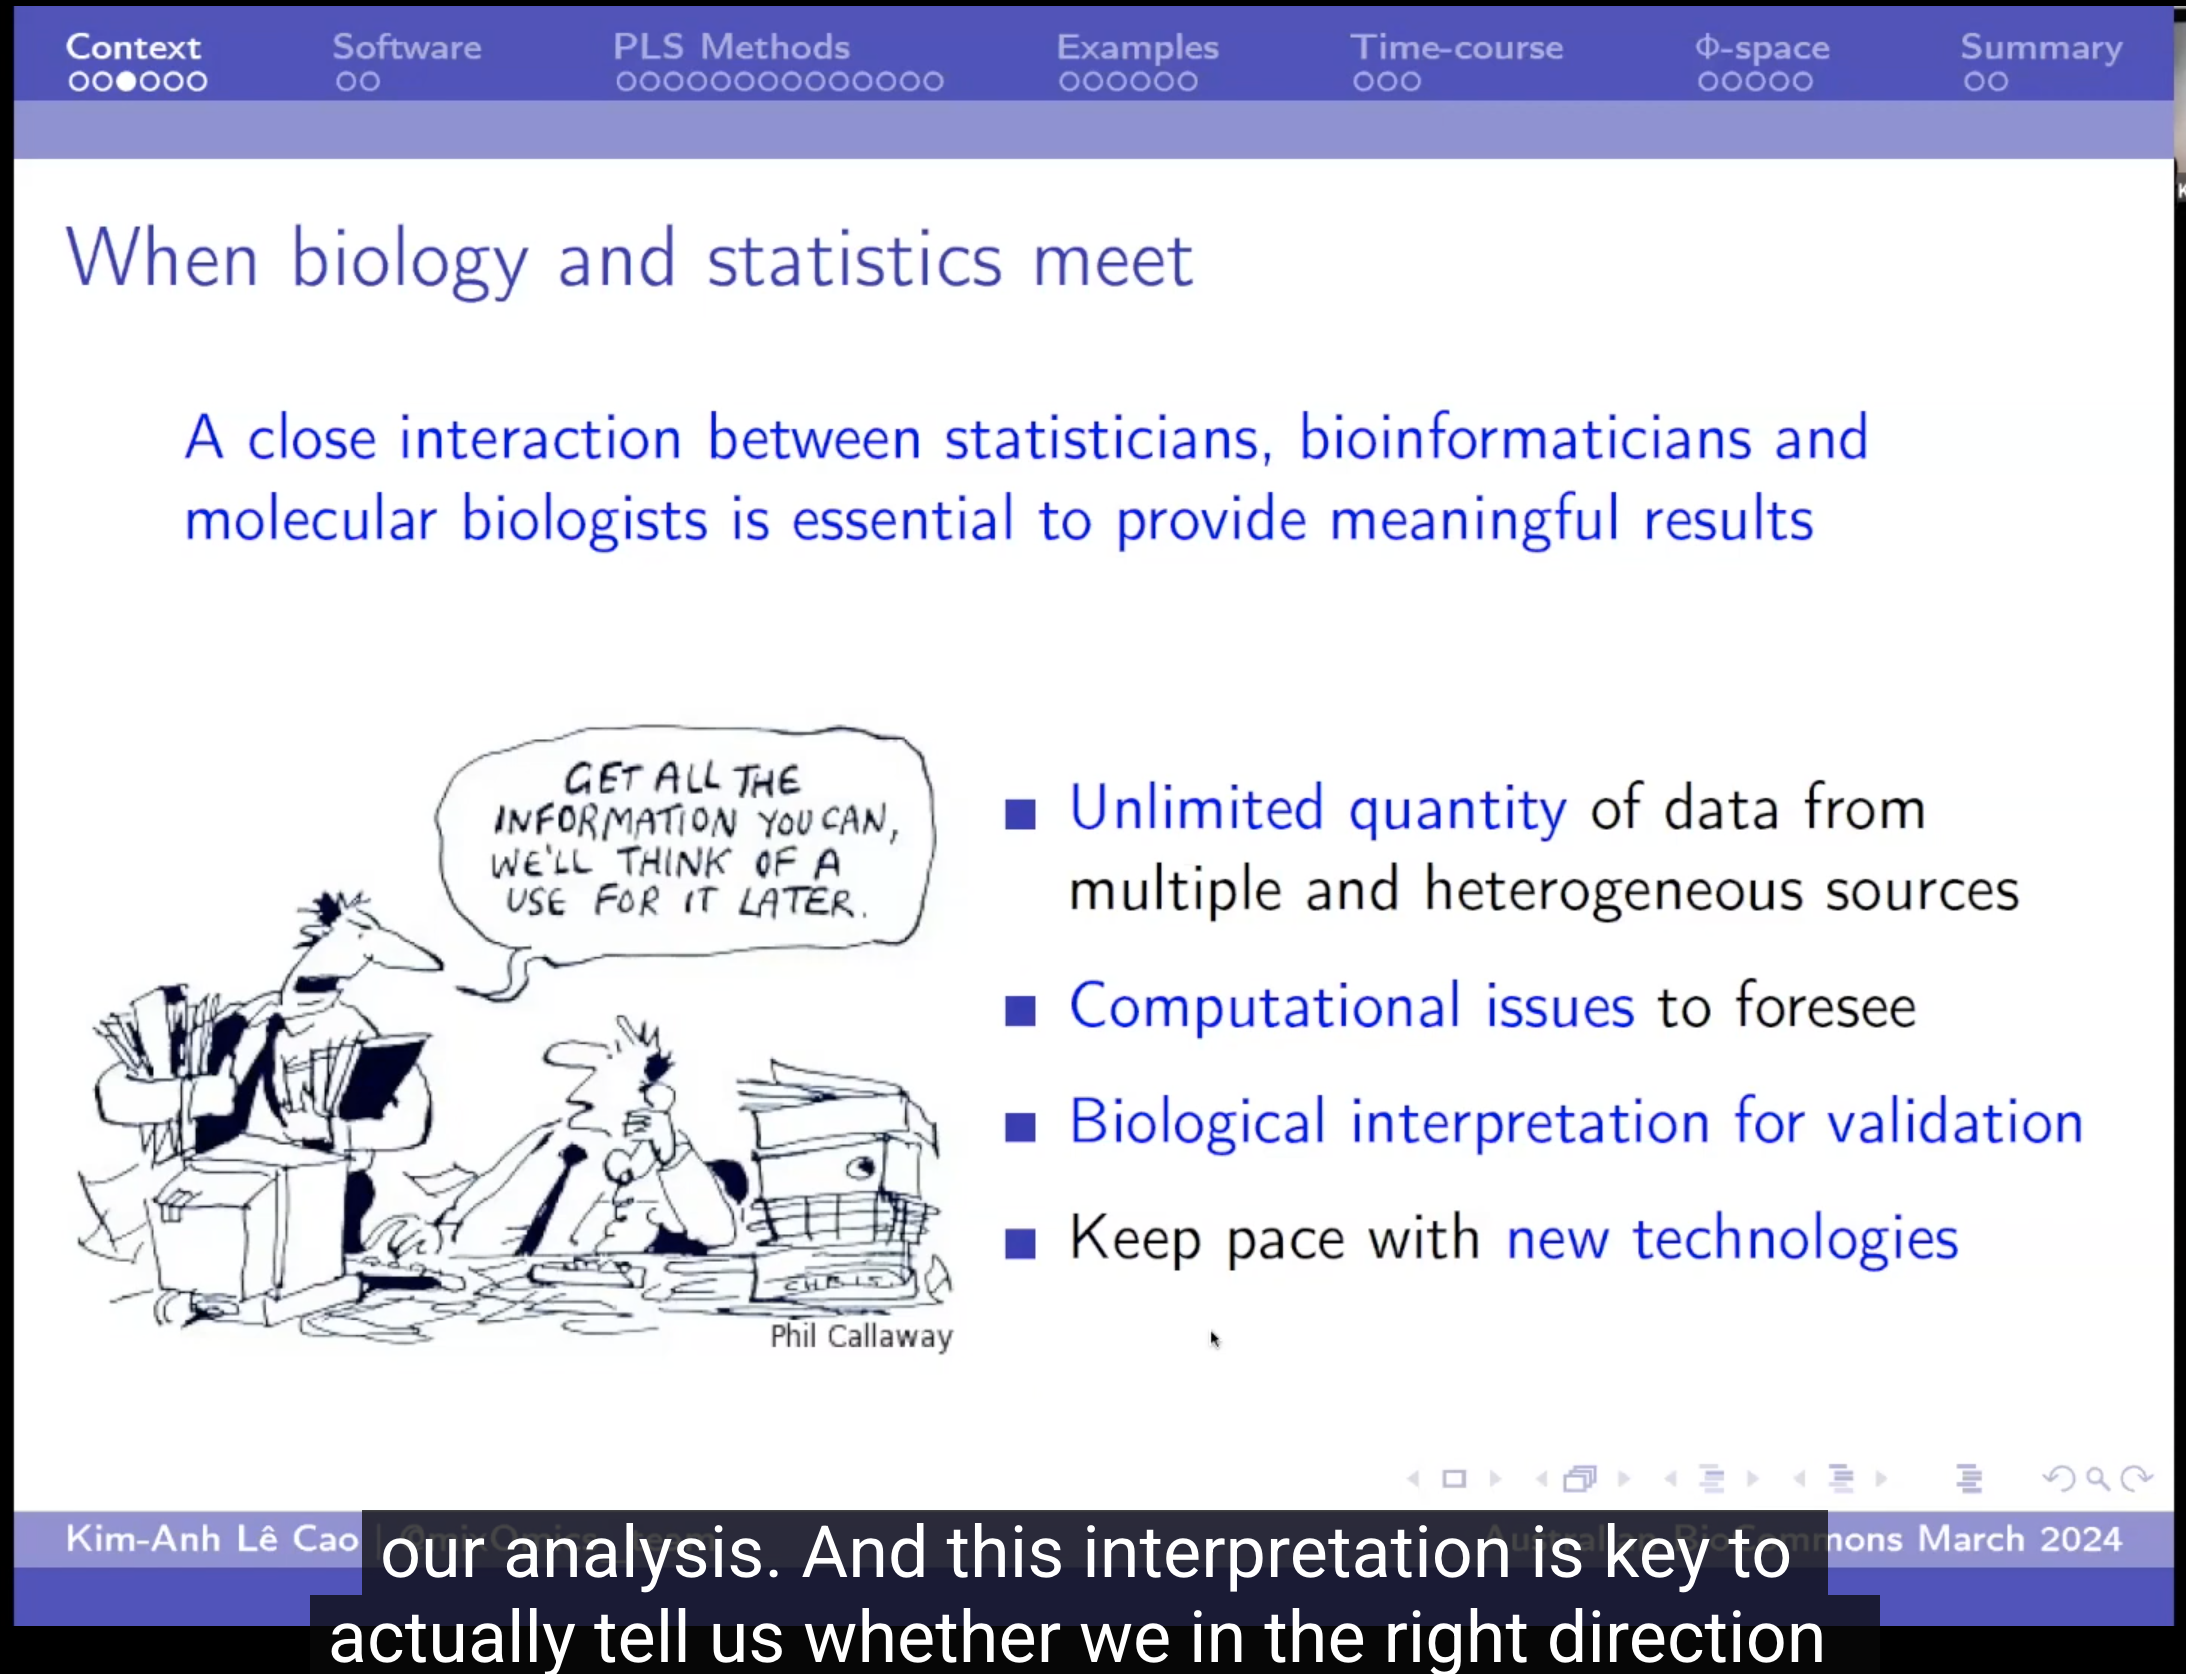 Context Software PLS Methods Examples Time-course Φ-space Summary
When biology and statistics meet
A close interaction between statisticians, bioinformaticians and
molecular biologists is essential to provide meaningful results
GET ALL THE
INFORMATION YOU CAN,
WE'LL THINK OF A
USE FOR IT LATER.
CHRIS
Phil Callaway
Unlimited quantity of data from
multiple and heterogeneous sources
Computational issues to foresee
Biological interpretation for validation
Keep pace with new technologies
K
Kim-Anh Lê Cao | @mixOmics_team Australian BioCommons March 2024
our analysis. And this interpretation is key to
actually tell us whether we in the right direction